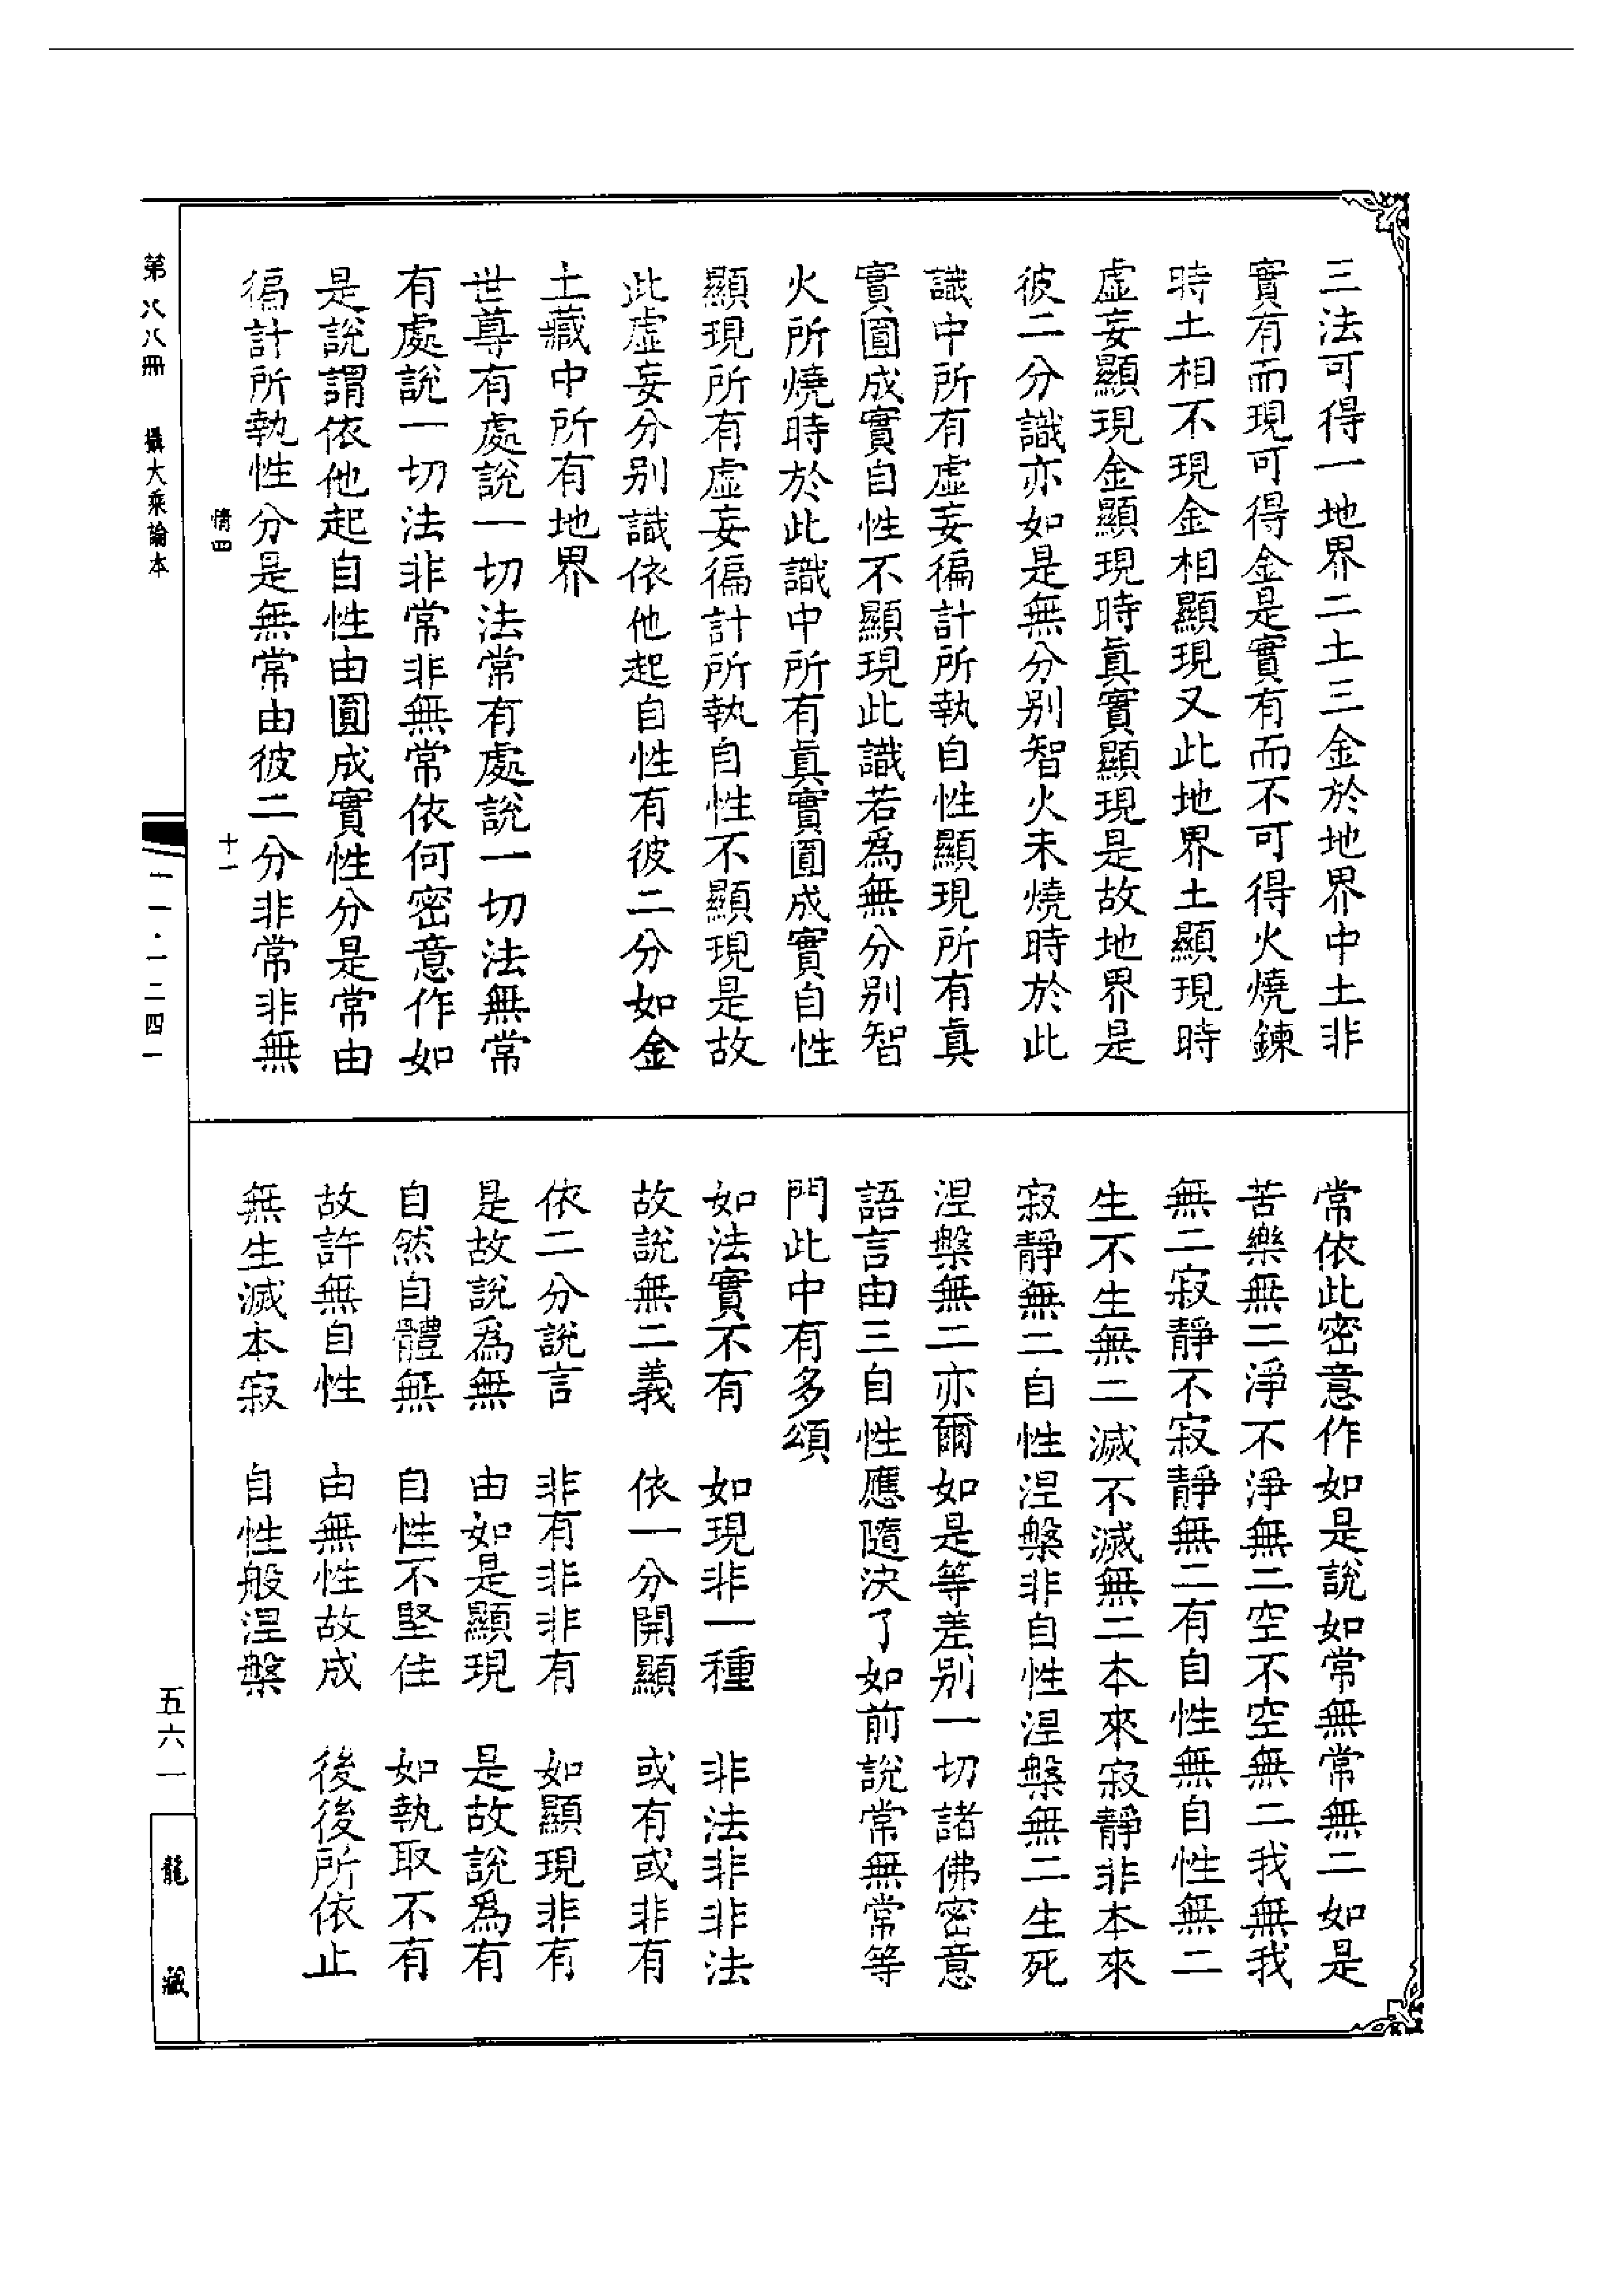 三法可得一地界二土三金於地界中土非
實有而現可得金是實有而不可得火燒鍊
時土相不現金相顯現又此地界土顯現時
虛妄顯現金顯現時真實顯現是故地界是
彼二分識亦如是無分別智火未燒時於此
識中所有虛妄徧計所執自性顯現所有真
實圓成實自性不顯現此識若為無分別智
火所燒時於此識中所有真實圓成實自性
顯現所有虛妄徧計所執自性不顯現是故
此虛妄分別識依他起自性有彼二分如金
土藏中所有地界
世尊有處說一切法常有處說一切法無常
有處說一切法非常非無常依何密意作如
是說謂依他起自性由圓成實性分是常由
徧計所執性分是無常由彼二分非常非無
情四
十一
常依此密意作如是說如常無常無二如是
苦樂無二淨不淨無二空不空無二我無我
無二寂靜不寂靜無二有自性無自性無二
生不生無二滅不滅無二本來寂靜非本來
寂靜無二自性涅槃非自性涅槃無二生死
涅槃無二亦爾如是等差別一切諸佛密意
語言由三自性應隨決了如前說常無常等
門此中有多頌
如法實不有 如現非一種 非法非非法
故說無二義 依一分開顯 或有或非有
依二分說言 非有非非有 如顯現非有
是故說為無 由如是顯現 是故說為有
自然自體無 自性不堅住 如執取不有
故許無自性 由無性故成 後後所依止
無生滅本寂 自性般涅槃
第八八冊 攝大乘論本
二一·一二四一
五六一
龍藏